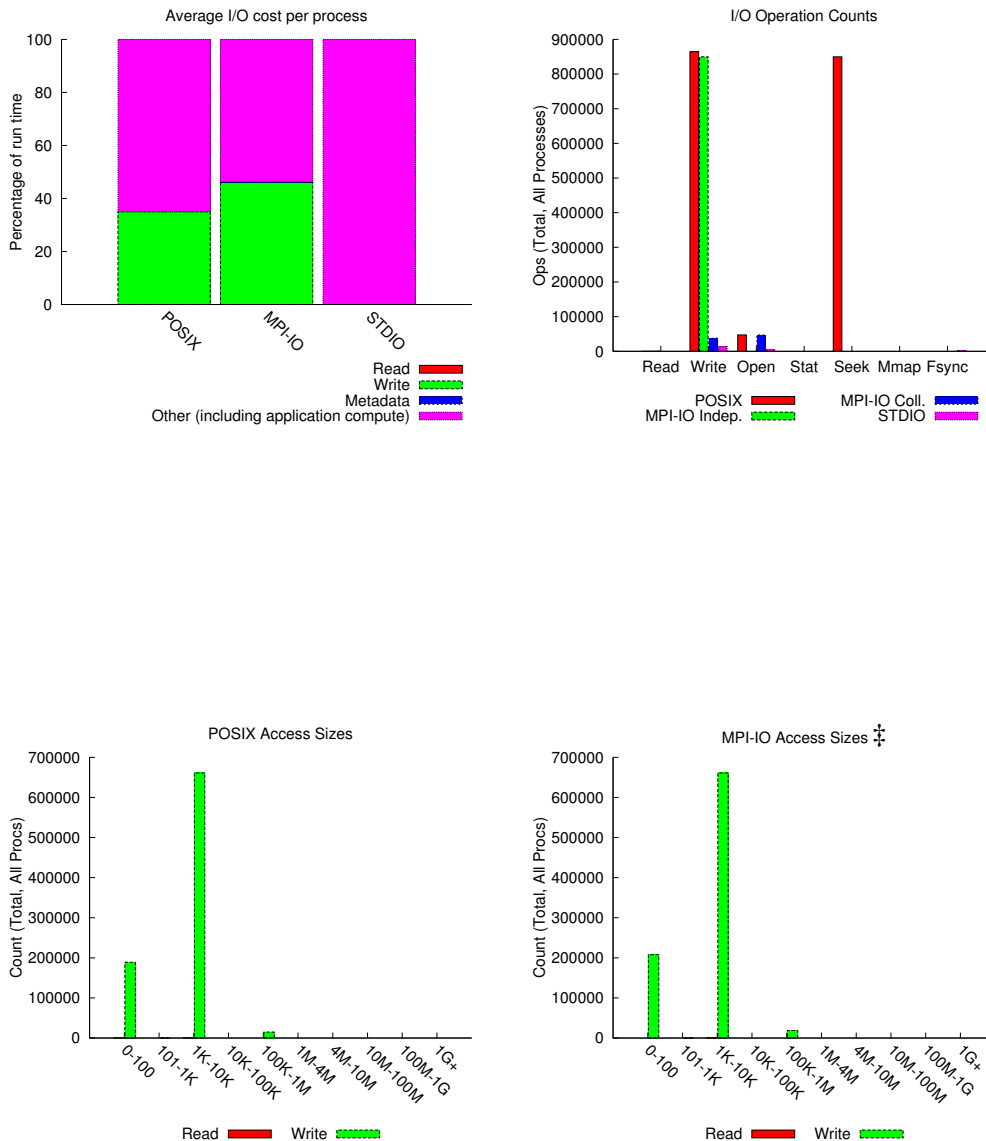 Average I/O cost per process
Percentage of run time
100
80
60
40
20
0
POSIX
MPI-IO
STDIO
Read
Write
Metadata
Other (including application compute)
I/O Operation Counts
Ops (Total, All Processes)
900000
800000
700000
600000
500000
400000
300000
200000
100000
0
Read Write Open Stat Seek Mmap Fsync
POSIX MPI-IO Coll.
MPI-IO Indep. STDIO
POSIX Access Sizes
Count (Total, All Procs)
700000
600000
500000
400000
300000
200000
100000
0
0-100
101-1K
1K-10K
10K-100K
100K-1M
1M-4M
4M-10M
10M-100M
100M-1G
1G+
Read Write
MPI-IO Access Sizes ‡
Count (Total, All Procs)
700000
600000
500000
400000
300000
200000
100000
0
0-100
101-1K
1K-10K
10K-100K
100K-1M
1M-4M
4M-10M
10M-100M
100M-1G
1G+
Read Write